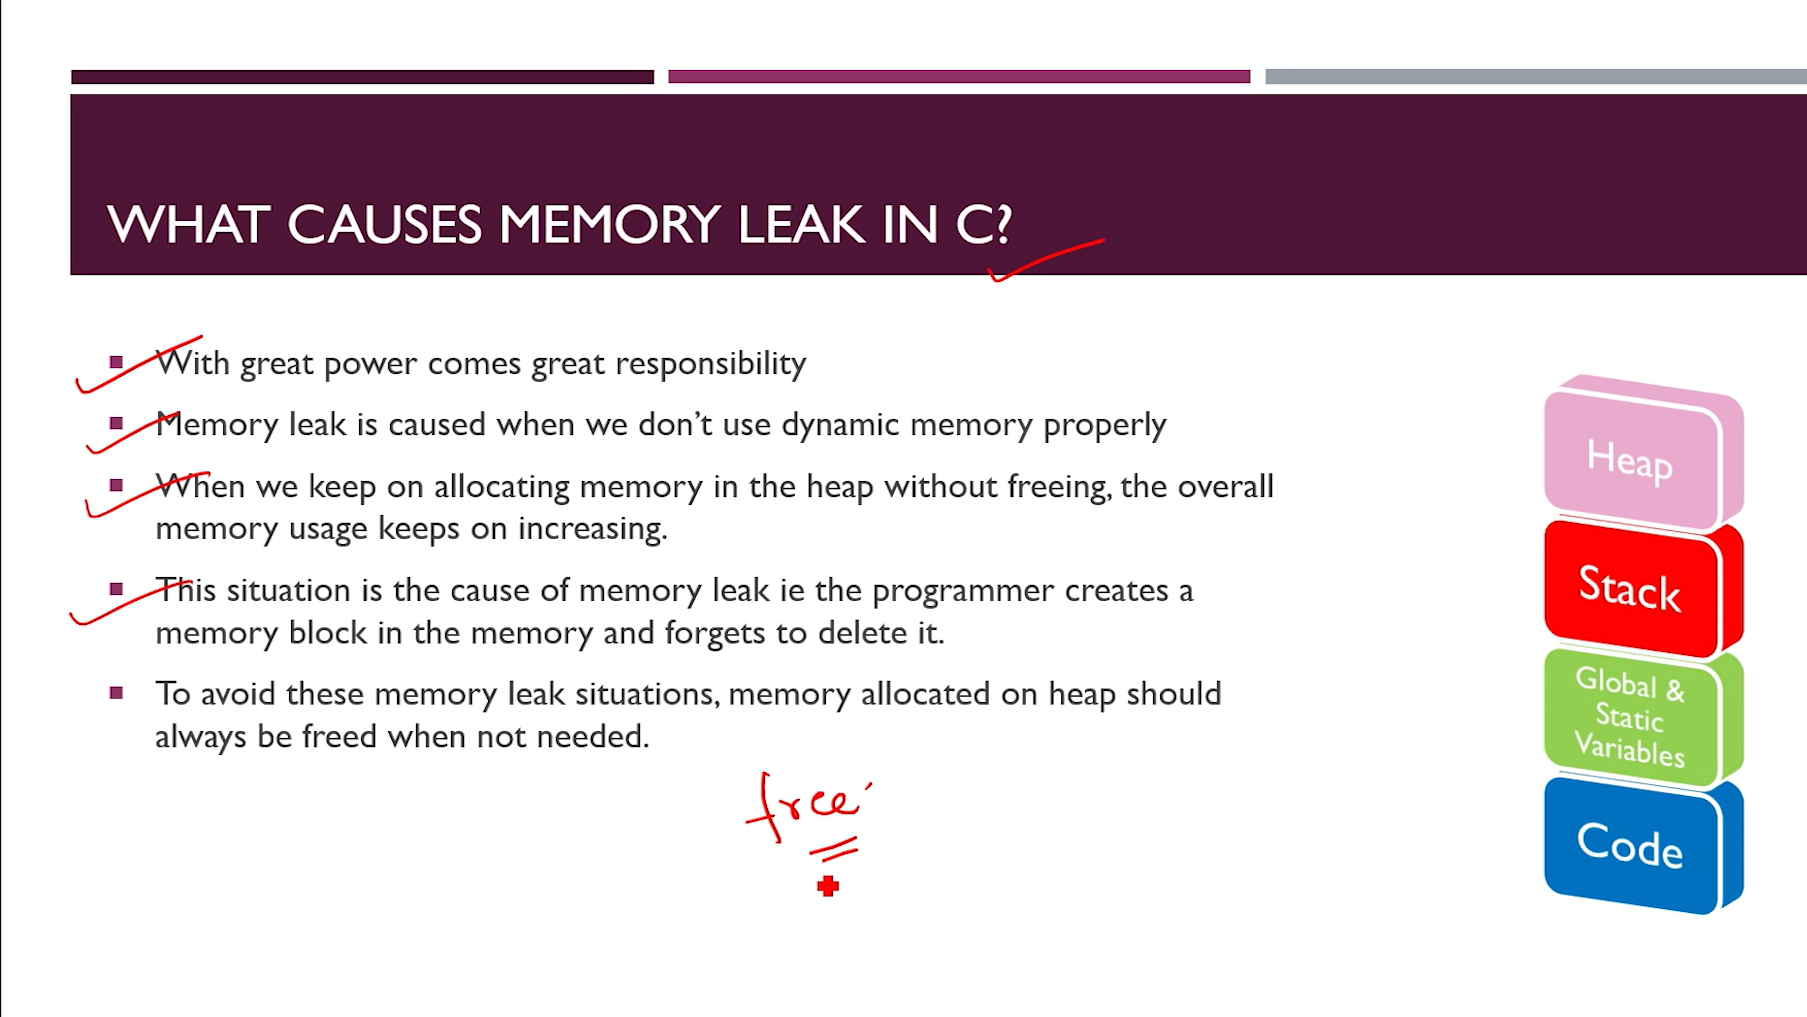 WHAT CAUSES MEMORY LEAK IN C?
With great power comes great responsibility
Memory leak is caused when we don't use dynamic memory properly
When we keep on allocating memory in the heap without freeing, the overall
memory usage keeps on increasing.
This situation is the cause of memory leak ie the programmer creates a
memory block in the memory and forgets to delete it.
To avoid these memory leak situations, memory allocated on heap should
always be freed when not needed.
free
Heap
Stack
Global &
Static
Variables
Code